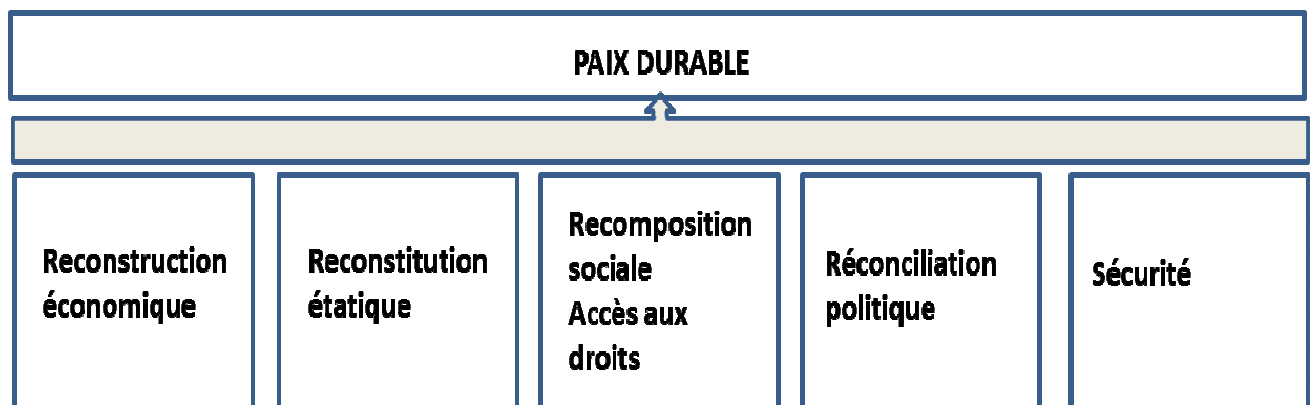 PAIX DURABLE
Reconstruction
économique
Reconstitution
étatique
Recomposition
sociale
Accès aux
droits
Réconciliation
politique
Sécurité